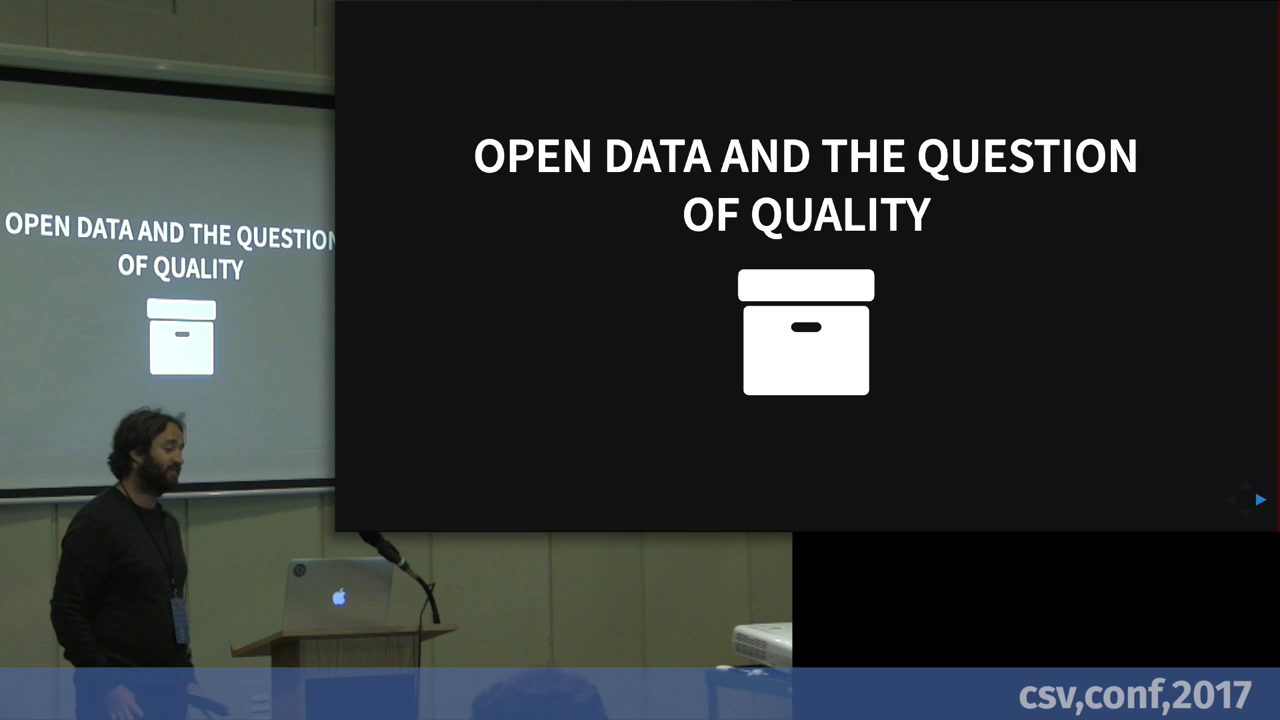 OPEN DATA AND THE QUESTION
OF QUALITY
OPEN DATA AND THE QUESTION
OF QUALITY
csv,conf,2017